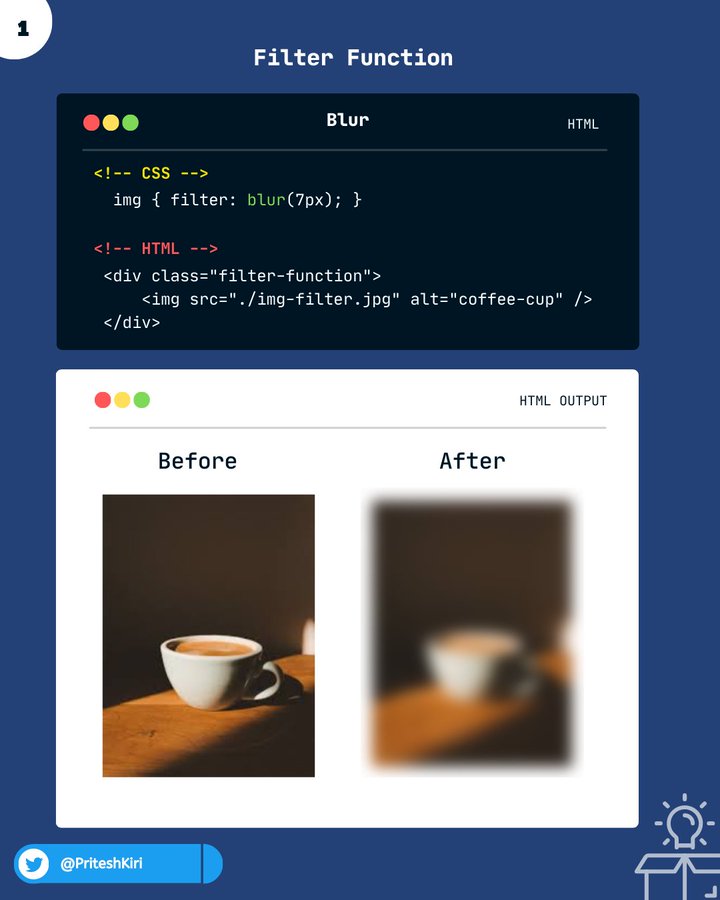 1
Filter Function
Blur
HTML
<!-- CSS -->
img { filter: blur(7px); }
<!-- HTML -->
<div class="filter-function">
<img src="./img-filter.jpg" alt="coffee-cup" />
</div>
HTML OUTPUT
Before
After
@PriteshKiri